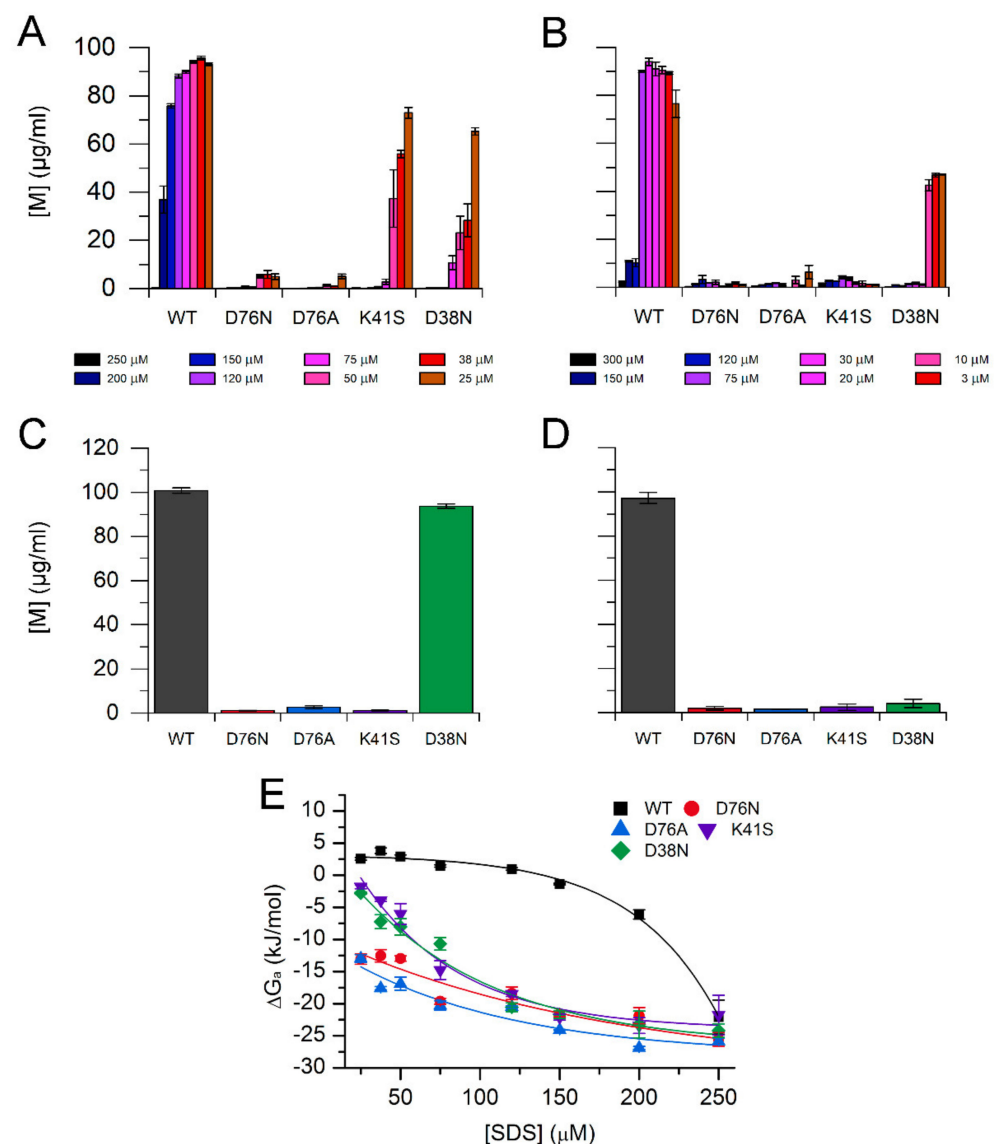 A
B
[M] (µg/ml)
100
80
60
40
20
0
WT D76N D76A K41S D38N
WT D76N D76A K41S D38N
250 µM 150 µM 75 µM 38 µM
200 µM 120 µM 50 µM 25 µM
300 µM 120 µM 30 µM 10 µM
150 µM 75 µM 20 µM 3 µM
C
D
[M] (µg/ml)
120
100
80
60
40
20
0
WT D76N D76A K41S D38N
WT D76N D76A K41S D38N
E
WT D76N
D76A K41S
D38N
ΔGa (kJ/mol)
10
5
0
-5
-10
-15
-20
-25
-30
50 100 150 200 250
[SDS] (µM)